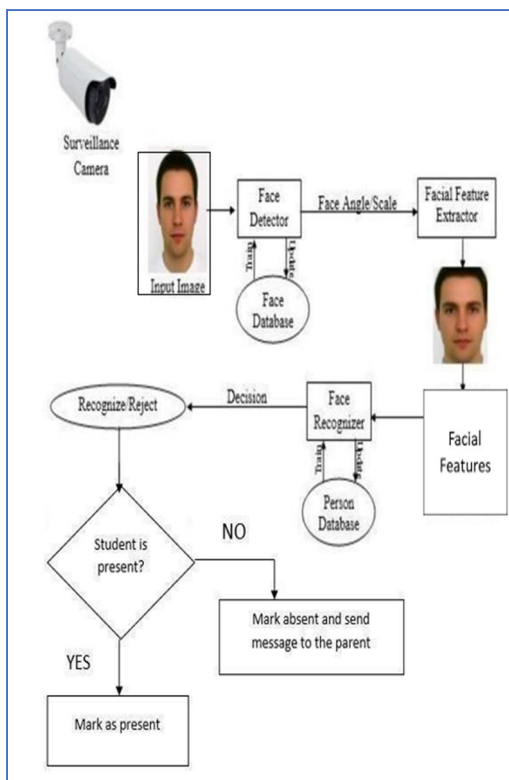 Surveillance
Camera
Input Image
Face
Detector
Face Angle/Scale
Facial Feature
Extractor
Train
Update
Face
Database
Recognize/Reject
Decision
Face
Recognizer
Facial
Features
Train
Update
Person
Database
Student is
present?
NO
Mark absent and send
message to the parent
YES
Mark as present